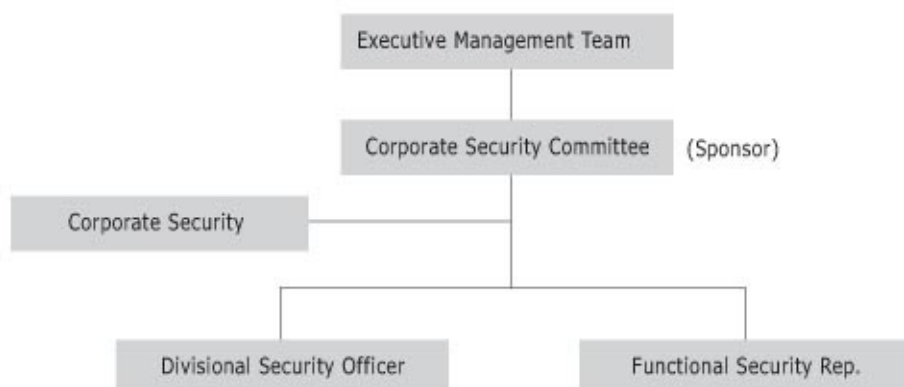 Executive Management Team
Corporate Security Committee (Sponsor)
Corporate Security
Divisional Security Officer
Functional Security Rep.